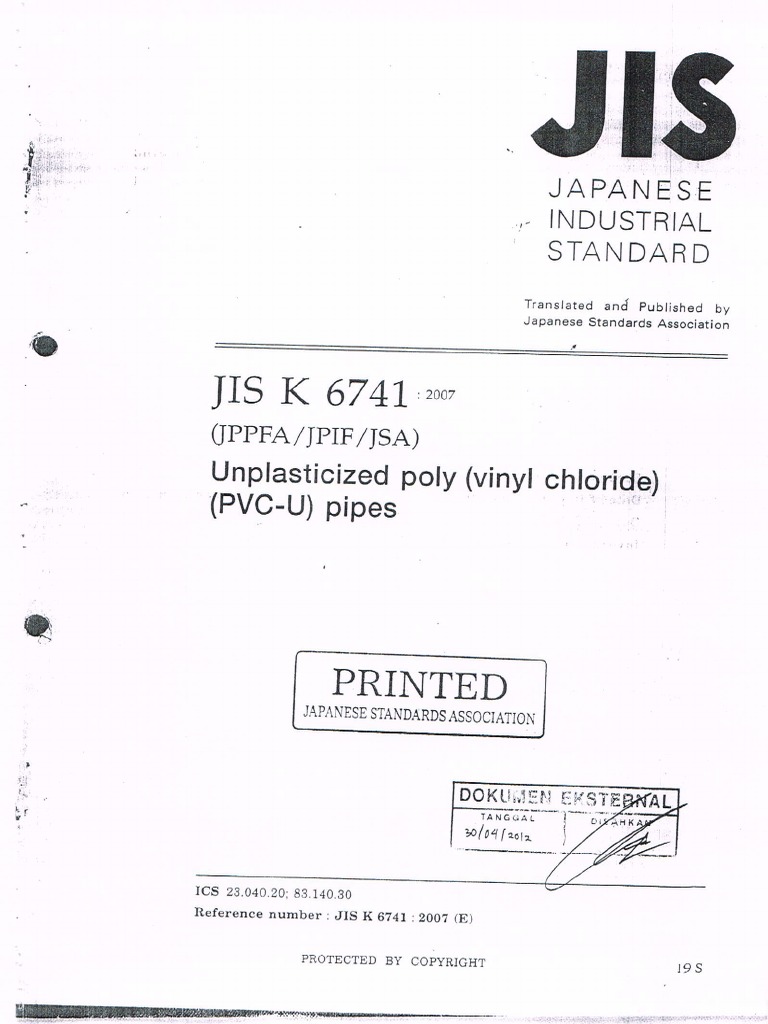 JIS
JAPANESE
INDUSTRIAL
STANDARD
Translated and Published by
Japanese Standards Association
JIS K 6741 : 2007
(JPPFA/JPIF/JSA)
Unplasticized poly (vinyl chloride)
(PVC-U) pipes
PRINTED
JAPANESE STANDARDS ASSOCIATION
DOKUMEN EKSTERNAL
TANGGAL DISAHKAN
30/04/2012
ICS 23.040.20; 83.140.30
Reference number : JIS K 6741 : 2007 (E)
PROTECTED BY COPYRIGHT
19 S